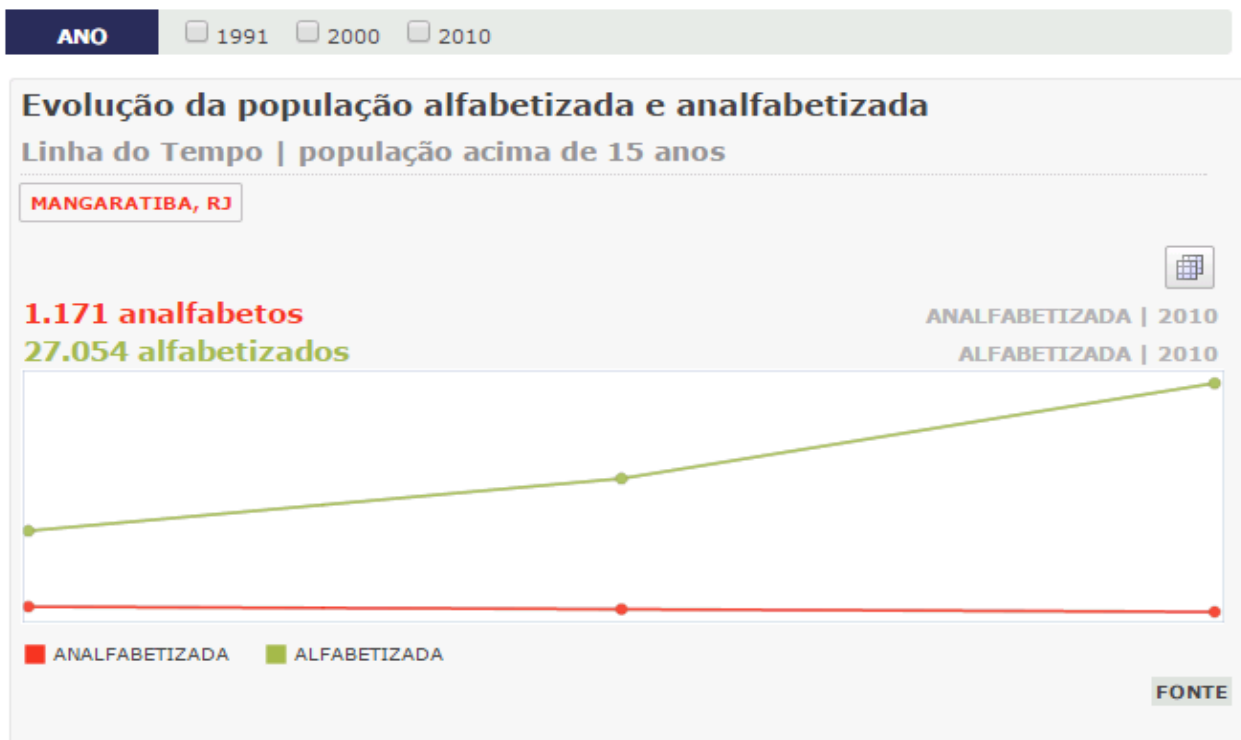 ANO 1991 2000 2010
Evolução da população alfabetizada e analfabetizada
Linha do Tempo | população acima de 15 anos
MANGARATIBA, RJ
1.171 analfabetos ANALFABETIZADA | 2010
27.054 alfabetizados ALFABETIZADA | 2010
ANALFABETIZADA ALFABETIZADA
FONTE